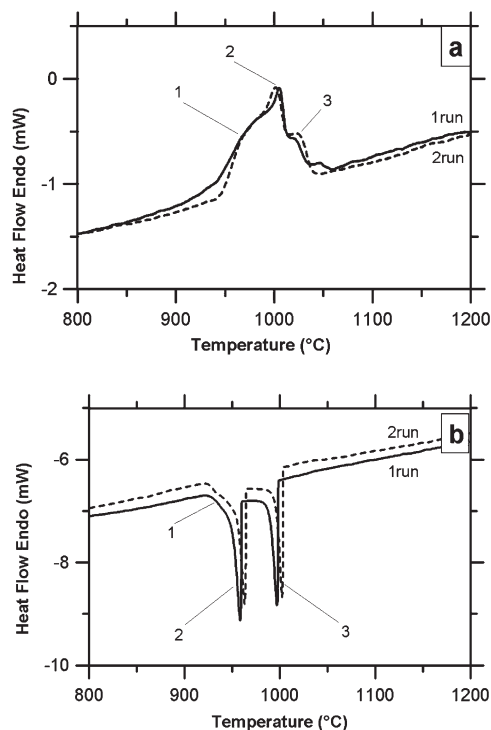 a
0
-1
-2
Heat Flow Endo (mW)
1
2
3
1run
2run
800
900
1000
1100
1200
Temperature (°C)
b
-6
-8
-10
Heat Flow Endo (mW)
2run
1run
1
2
3
800
900
1000
1100
1200
Temperature (°C)